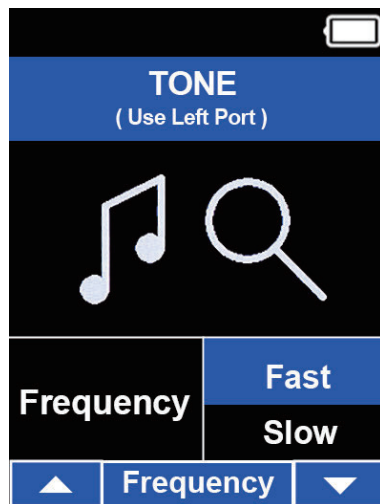 TONE
( Use Left Port )
Frequency
Fast
Slow
Frequency